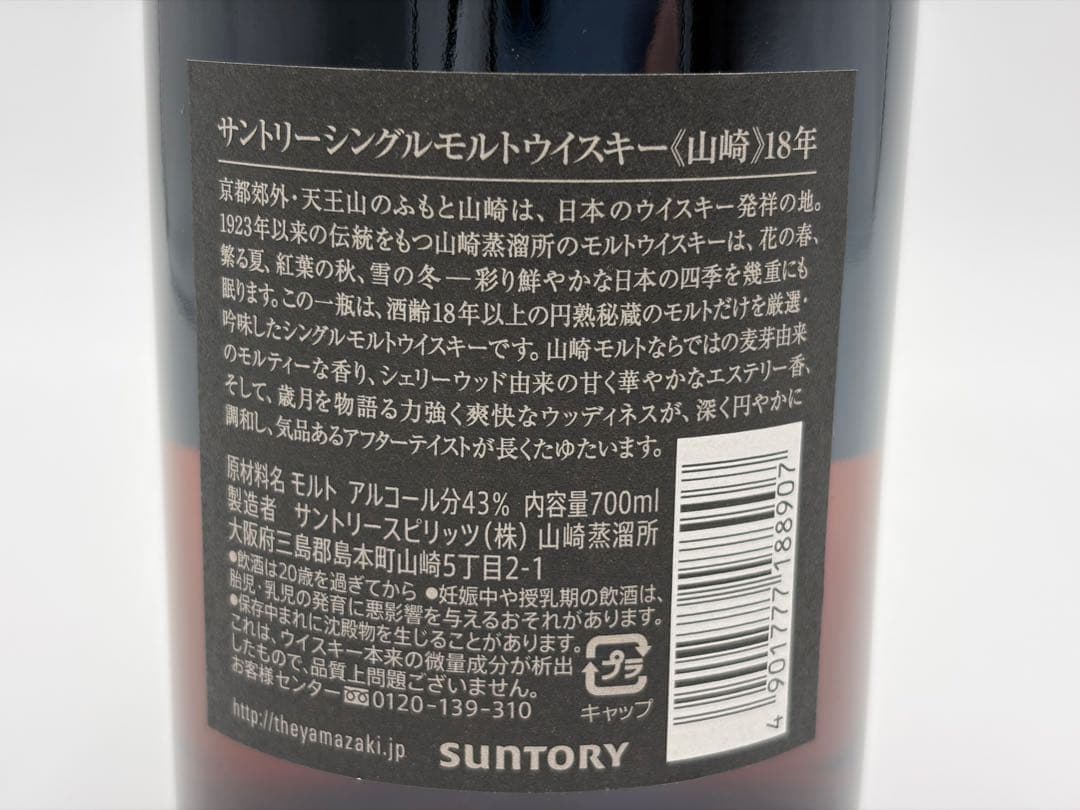 サントリーシングルモルトウイスキー《山崎》18年
京都郊外・天王山のふもと山崎は、日本のウイスキー発祥の地。
1923年以来の伝統をもつ山崎蒸溜所のモルトウイスキーは、花の春、
繁る夏、紅葉の秋、雪の冬―彩り鮮やかな日本の四季を幾重にも
眠ります。この一瓶は、酒齢18年以上の円熟秘蔵のモルトだけを厳選・
吟味したシングルモルトウイスキーです。山崎モルトならではの麦芽由来
のモルティーな香り、シェリーウッド由来の甘く華やかなエステリー香、
そして、歳月を物語る力強く爽快なウッディネスが、深く円やかに
調和し、気品あるアフターテイストが長くたゆたいます。
原材料名 モルト アルコール分43% 内容量700ml
製造者 サントリースピリッツ(株) 山崎蒸溜所
大阪府三島郡島本町山崎5丁目2-1
●飲酒は20歳を過ぎてから ●妊娠中や授乳期の飲酒は、
胎児・乳児の発育に悪影響を与えるおそれがあります。
●保存中まれに沈殿物を生じることがあります。
これは、ウイスキー本来の微量成分が析出
したもので、品質上問題ございません。
お客様センター 0120-139-310
http://theyamazaki.jp
SUNTORY
プラ
キャップ
4 901777 188907